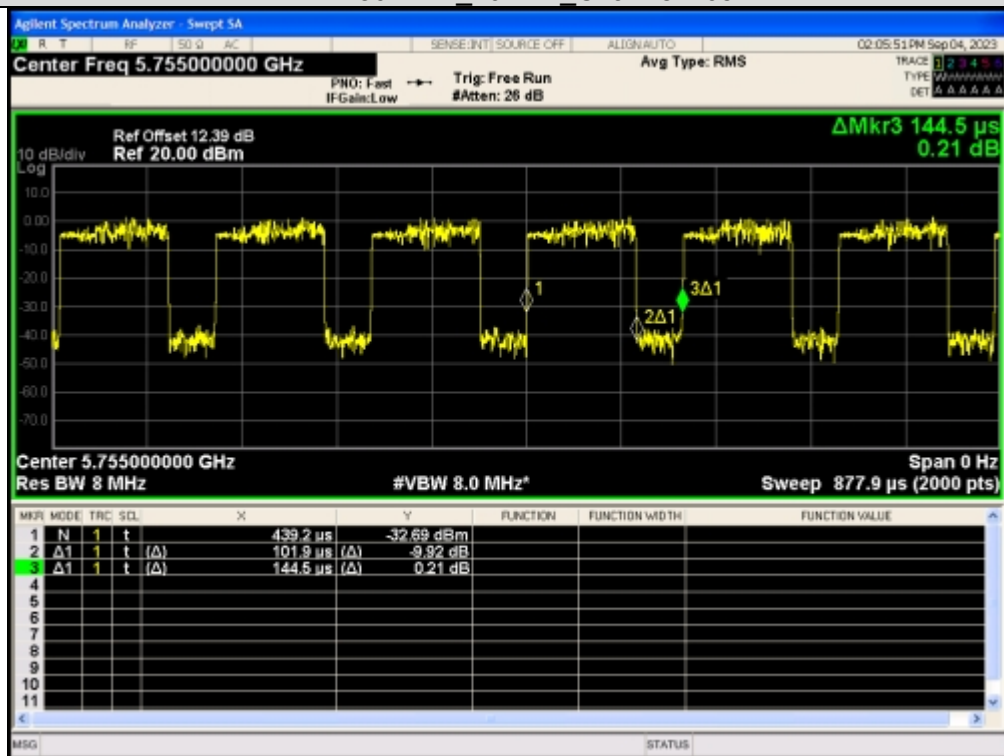 Agilent Spectrum Analyzer - Swept SA
R T RF 50 Ω AC SENSE:INT SOURCE OFF ALIGNAUTO 02:05:51 PM Sep 04, 2023
Center Freq 5.755000000 GHz Avg Type: RMS TRACE 1 2 3 4 5 6
PNO: Fast Trig: Free Run TYPE
IFGain:Low #Atten: 26 dB DET A A A A A A
ΔMkr3 144.5 µs
Ref Offset 12.39 dB
10 dB/div Ref 20.00 dBm 0.21 dB
Log
10.0
0.00
-10.0
-20.0
1 3Δ1
-30.0
2Δ1
-40.0
-50.0
-60.0
-70.0
Center 5.755000000 GHz Span 0 Hz
Res BW 8 MHz #VBW 8.0 MHz* Sweep 877.9 µs (2000 pts)
MKR MODE TRC SCL X Y FUNCTION FUNCTION WIDTH FUNCTION VALUE
1 N 1 t 439.2 µs -32.69 dBm
2 Δ1 1 t (Δ) 101.9 µs (Δ) -9.92 dB
3 Δ1 1 t (Δ) 144.5 µs (Δ) 0.21 dB
4
5
6
7
8
9
10
11
MSG STATUS